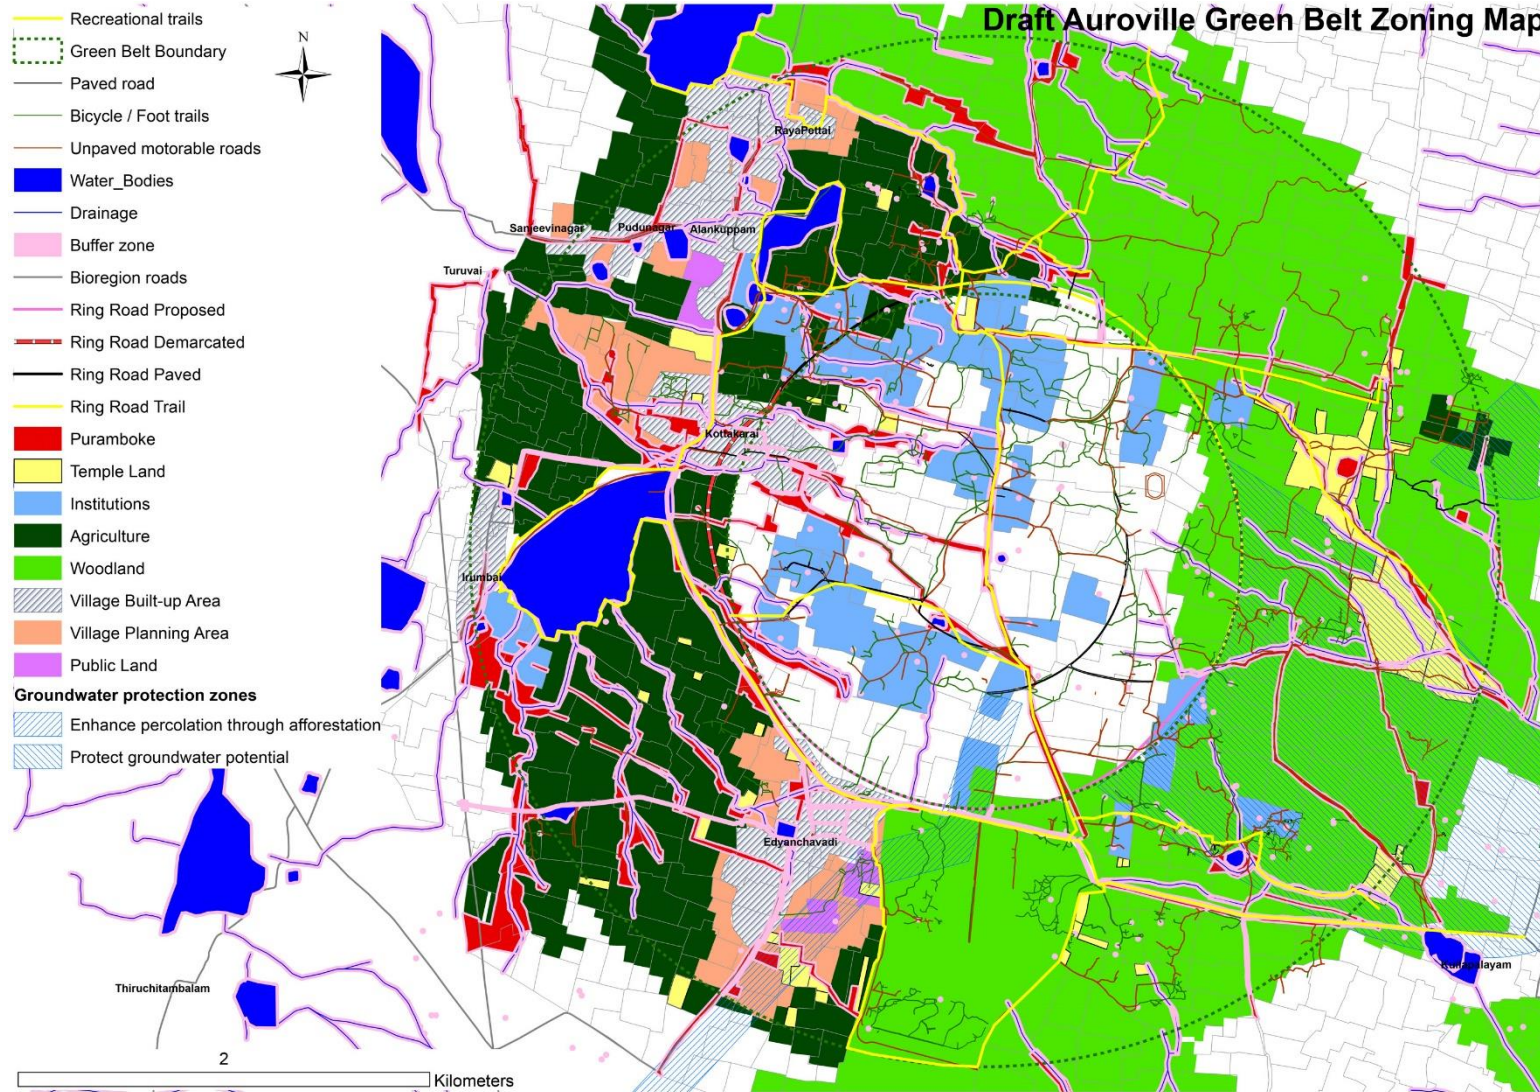 Draft Auroville Green Belt Zoning Map
Recreational trails
Green Belt Boundary
Paved road
Bicycle / Foot trails
Unpaved motorable roads
Water_Bodies
Drainage
Buffer zone
Bioregion roads
Ring Road Proposed
Ring Road Demarcated
Ring Road Paved
Ring Road Trail
Puramboke
Temple Land
Institutions
Agriculture
Woodland
Village Built-up Area
Village Planning Area
Public Land
Groundwater protection zones
Enhance percolation through afforestation
Protect groundwater potential
N
RayaPettai
Sanjeevinagar
Pudunagar
Alankuppam
Turuvai
Kottakarai
Irumbai
Edyanchavadi
Kuilapalayam
Thiruchitambalam
2
Kilometers